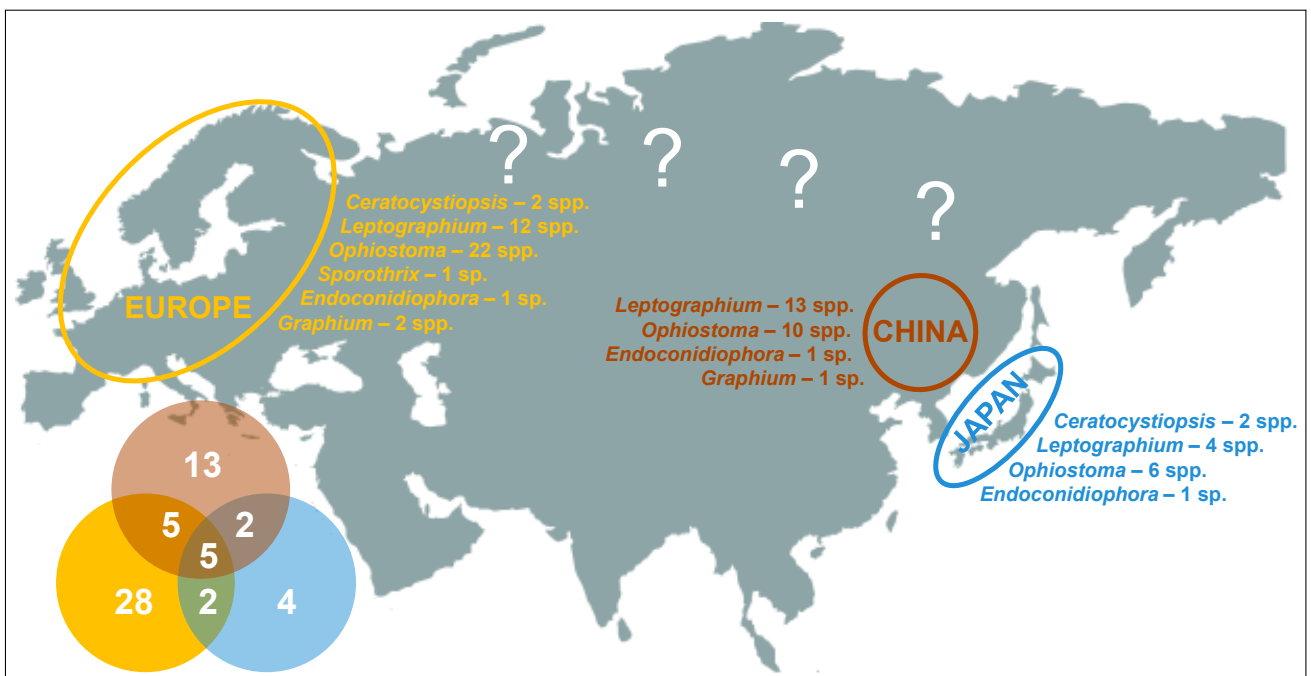 ? ? ? ?
Ceratocystiopsis – 2 spp.
Leptographium – 12 spp.
Ophiostoma – 22 spp.
Sporothrix – 1 sp.
Endoconidiophora – 1 sp.
Graphium – 2 spp.
EUROPE
Leptographium – 13 spp.
Ophiostoma – 10 spp.
Endoconidiophora – 1 sp.
Graphium – 1 sp.
CHINA
JAPAN
Ceratocystiopsis – 2 spp.
Leptographium – 4 spp.
Ophiostoma – 6 spp.
Endoconidiophora – 1 sp.
13
5 2
5
28 2 4